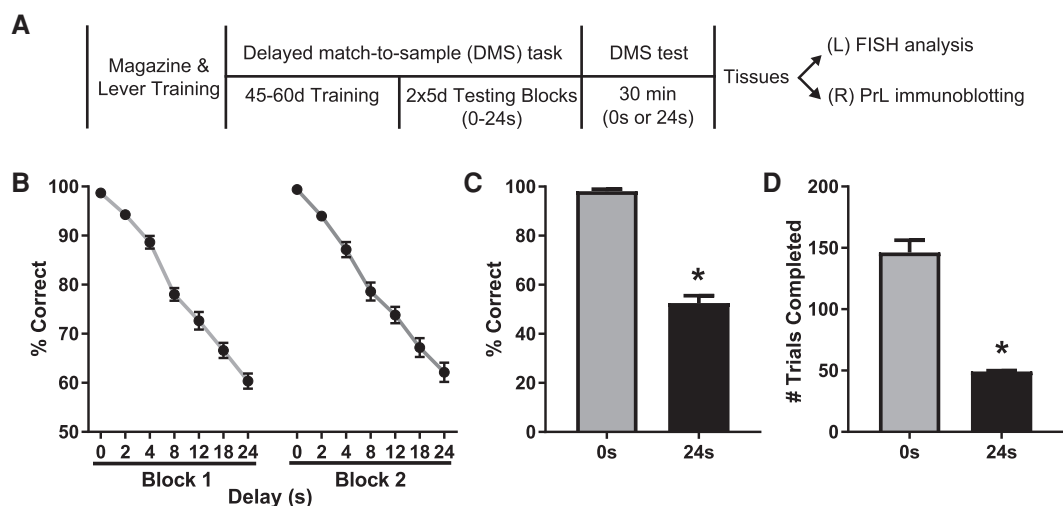 A
Magazine &
Lever Training
Delayed match-to-sample (DMS) task
45-60d Training
2x5d Testing Blocks
(0-24s)
DMS test
30 min
(0s or 24s)
Tissues
(L) FISH analysis
(R) PrL immunoblotting
B
% Correct
100
90
80
70
60
50
0 2 4 8 12 18 24
0 2 4 8 12 18 24
Block 1
Block 2
Delay (s)
C
% Correct
100
80
60
40
20
0
*
0s 24s
D
# Trials Completed
200
150
100
50
0
*
0s 24s